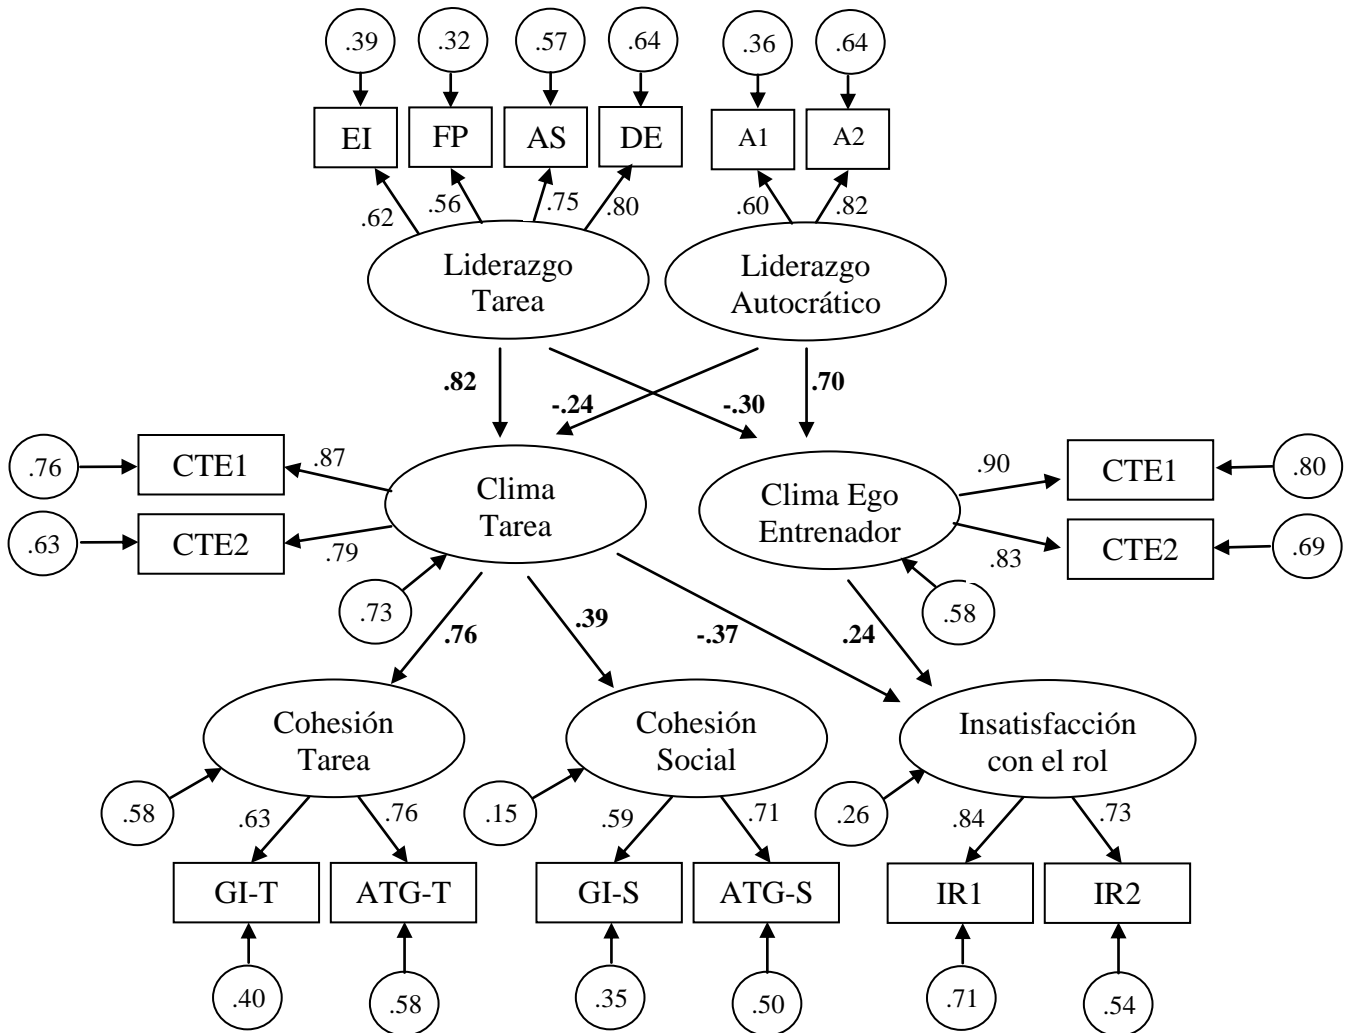 .39 .32 .57 .64 .36 .64
EI FP AS DE A1 A2
.62 .56 .75 .80 .60 .82
Liderazgo
Tarea
Liderazgo
Autocrático
.82 -.24 -.30 .70
.76 CTE1 .87
.63 CTE2 .79
Clima
Tarea
.73
Clima Ego
Entrenador
.58
.90 CTE1 .80
.83 CTE2 .69
.76 .39 -.37 .24
Cohesión
Tarea
Cohesión
Social
Insatisfacción
con el rol
.58 .63 .76 .15 .59 .71 .26 .84 .73
GI-T ATG-T GI-S ATG-S IR1 IR2
.40 .58 .35 .50 .71 .54